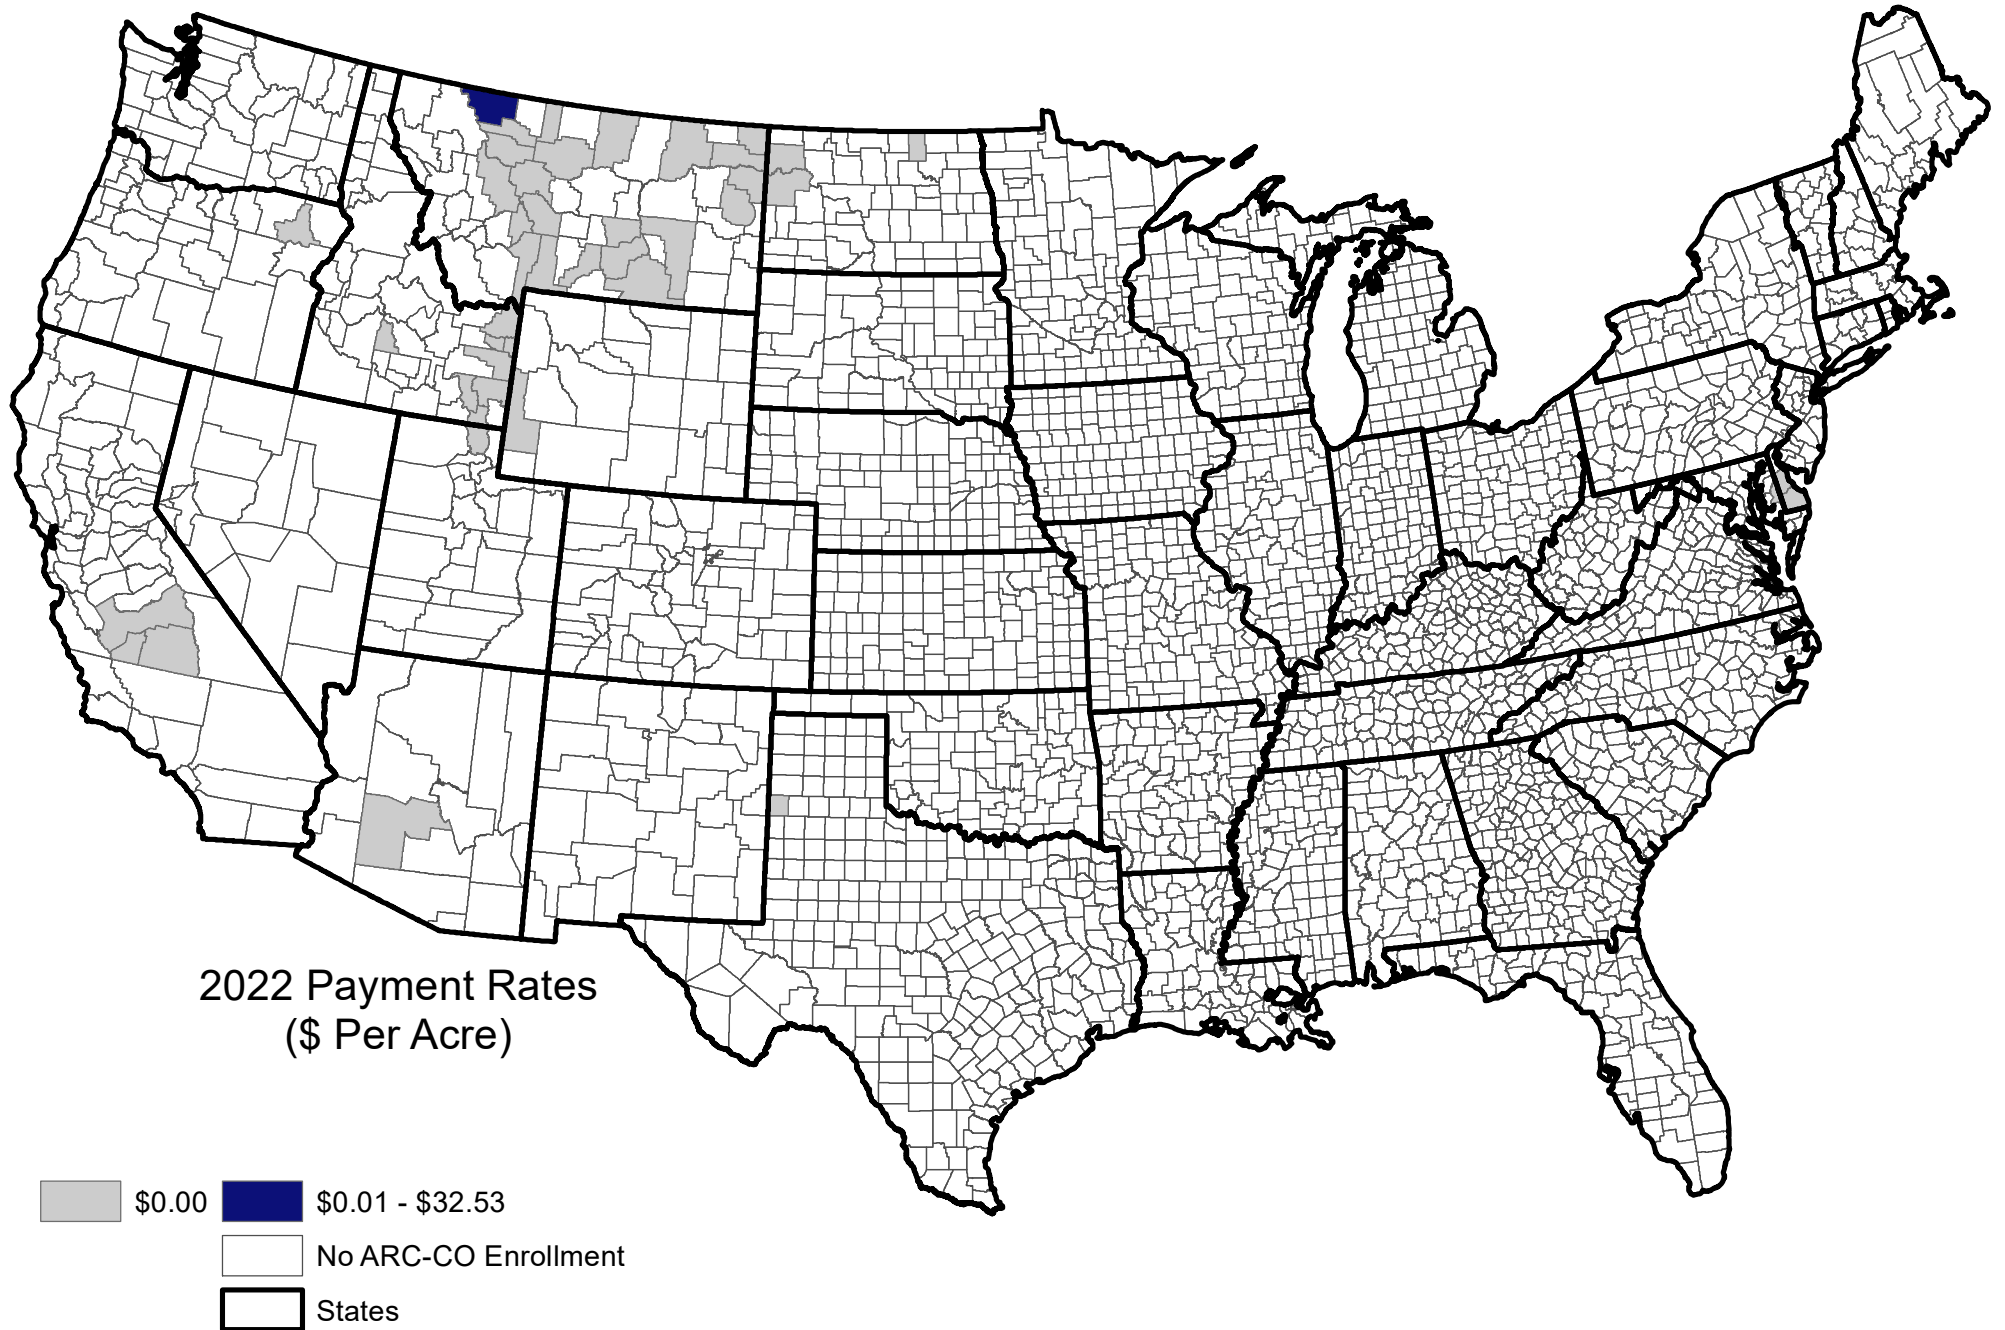 2022 Payment Rates
($ Per Acre)
$0.00 $0.01 - $32.53
No ARC-CO Enrollment
States